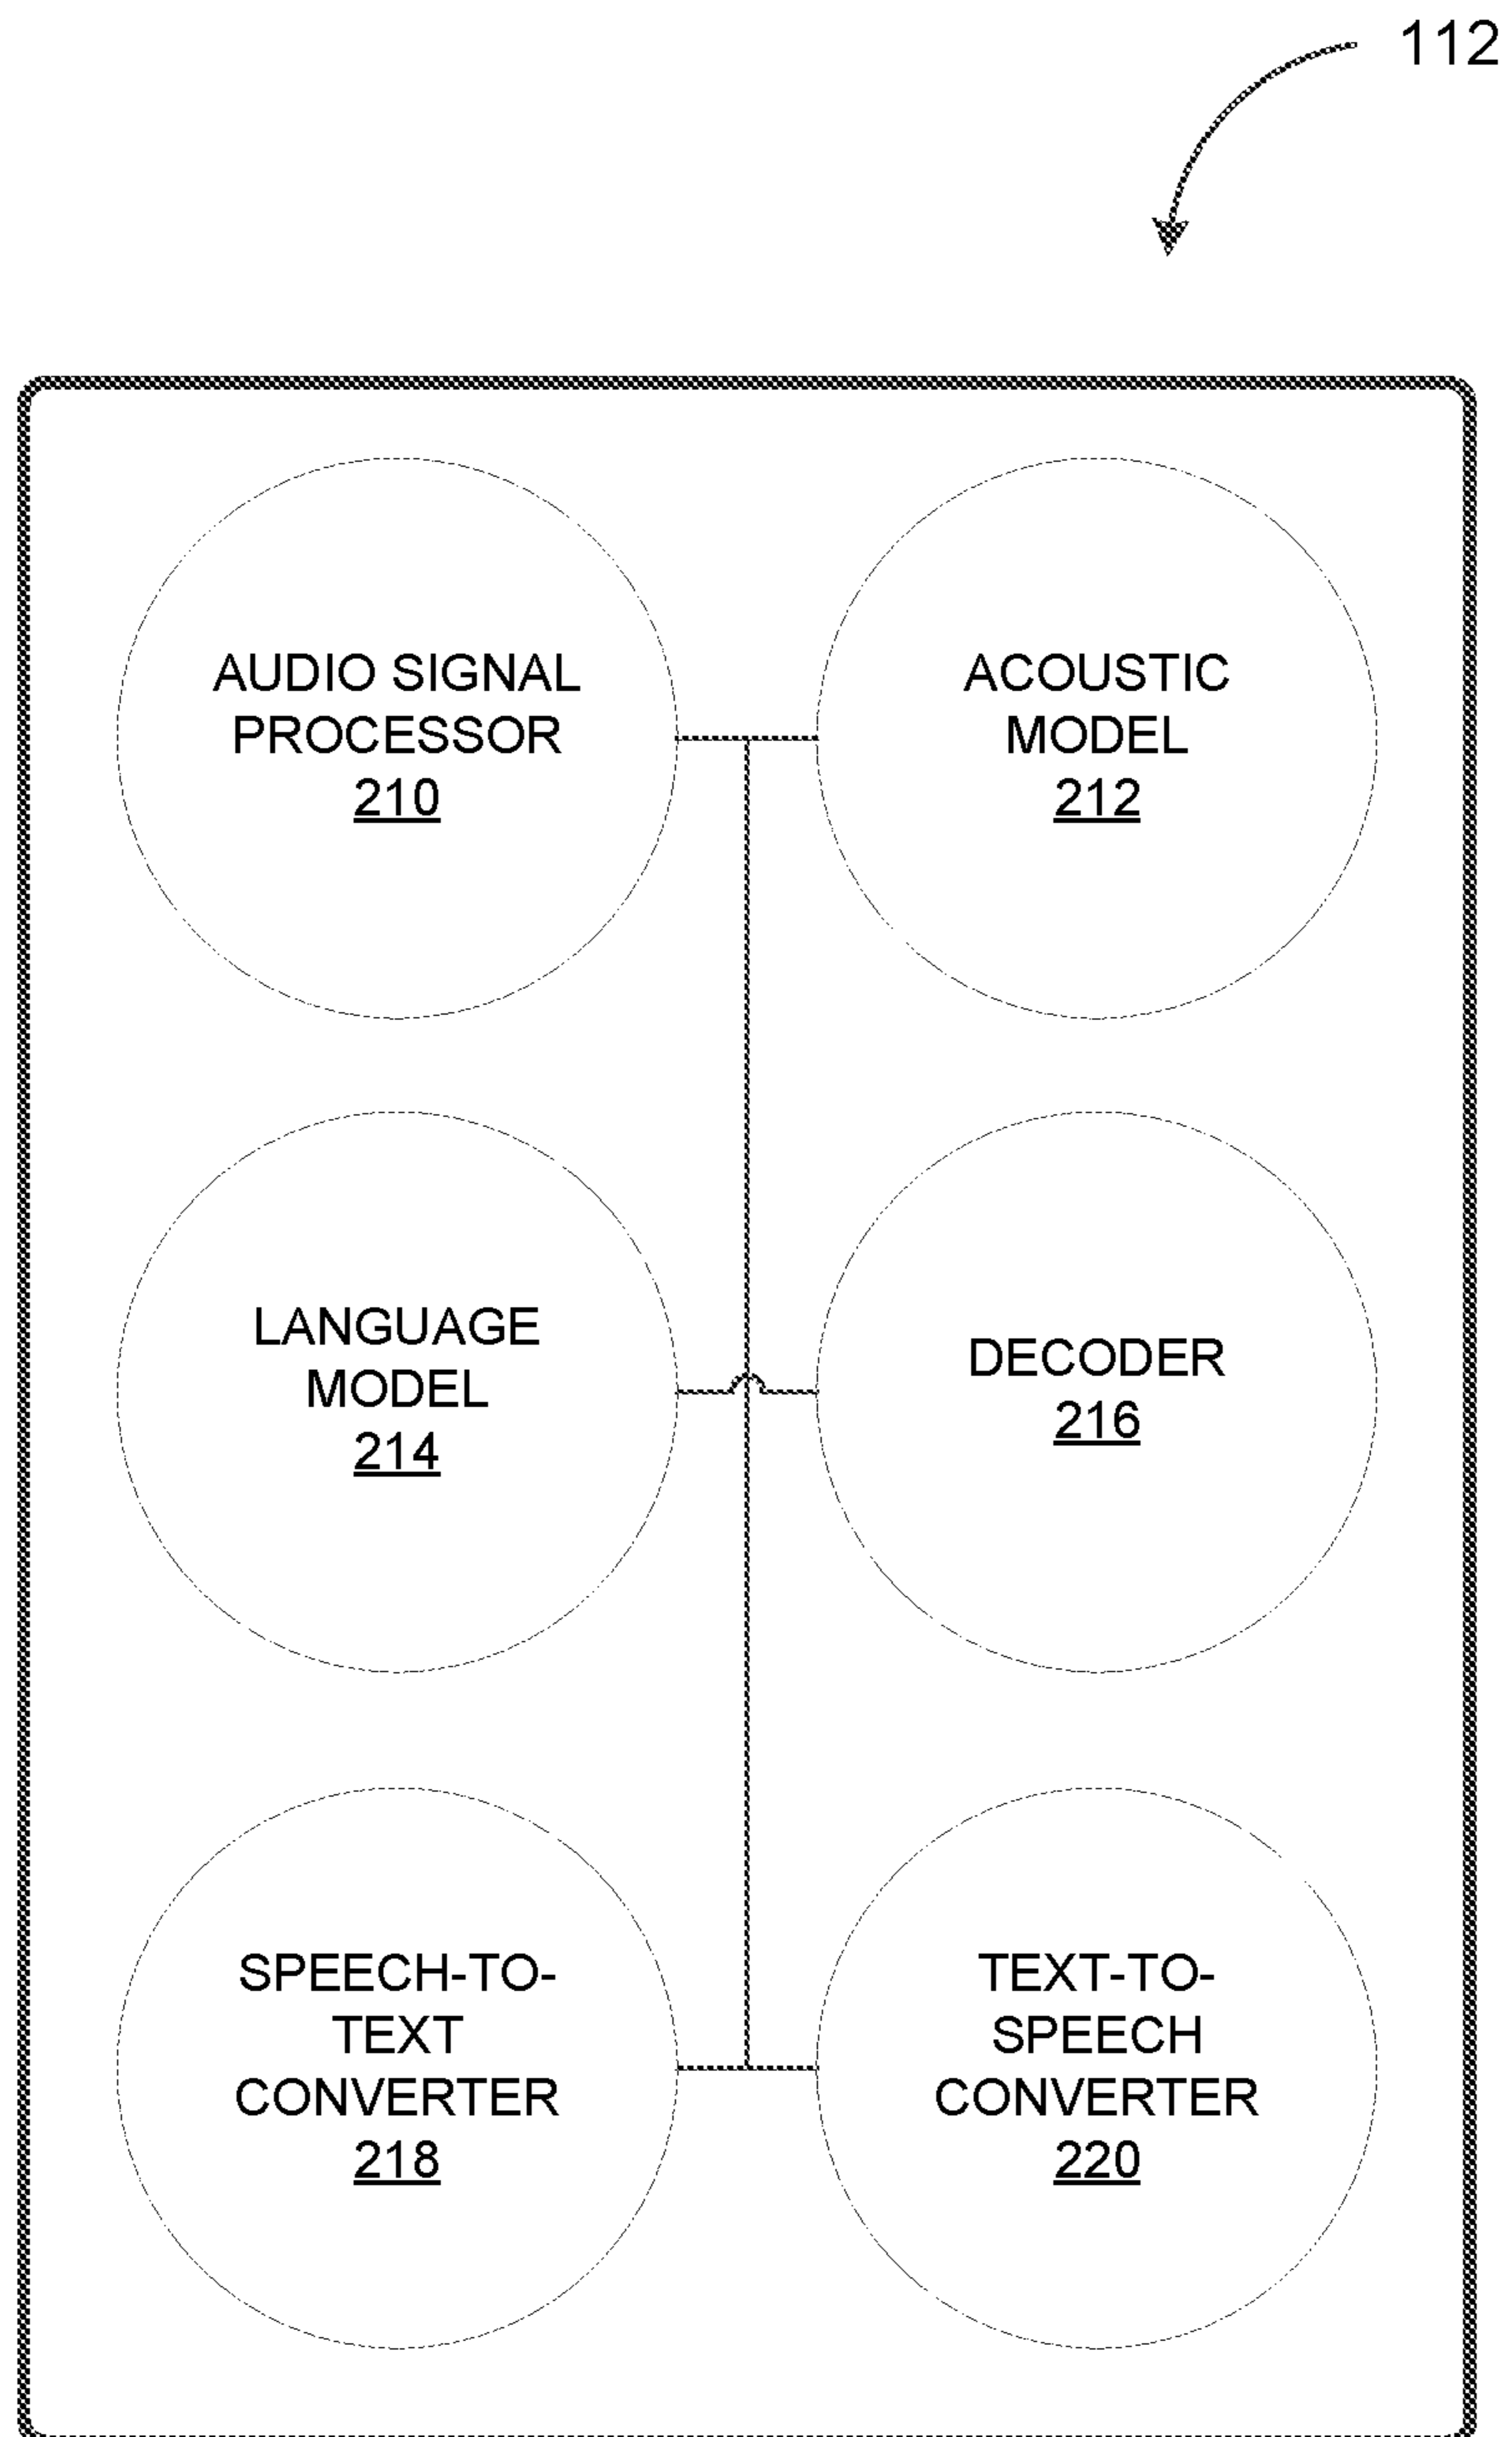 112
AUDIO SIGNAL
PROCESSOR
210
ACOUSTIC
MODEL
212
LANGUAGE
MODEL
214
DECODER
216
SPEECH-TO-
TEXT
CONVERTER
218
TEXT-TO-
SPEECH
CONVERTER
220